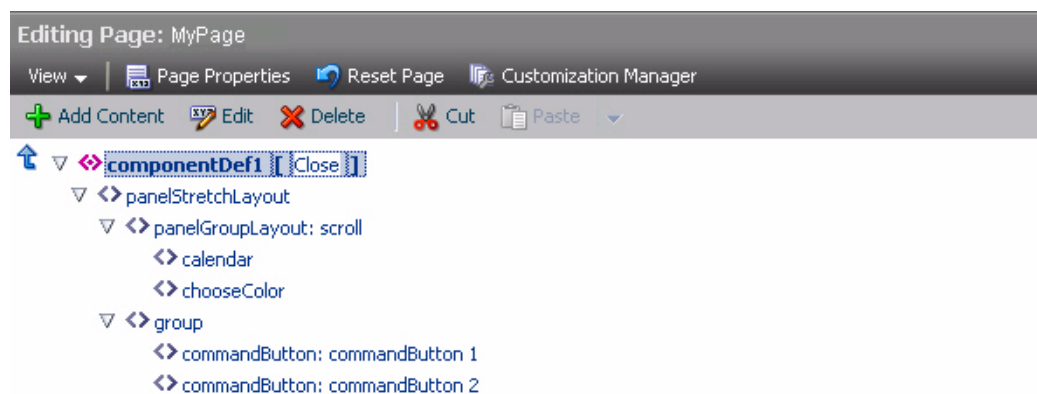 Editing Page: MyPage
View Page Properties Reset Page Customization Manager
Add Content Edit Delete Cut Paste
componentDef1 [ Close ]
panelStretchLayout
panelGroupLayout: scroll
calendar
chooseColor
group
commandButton: commandButton 1
commandButton: commandButton 2